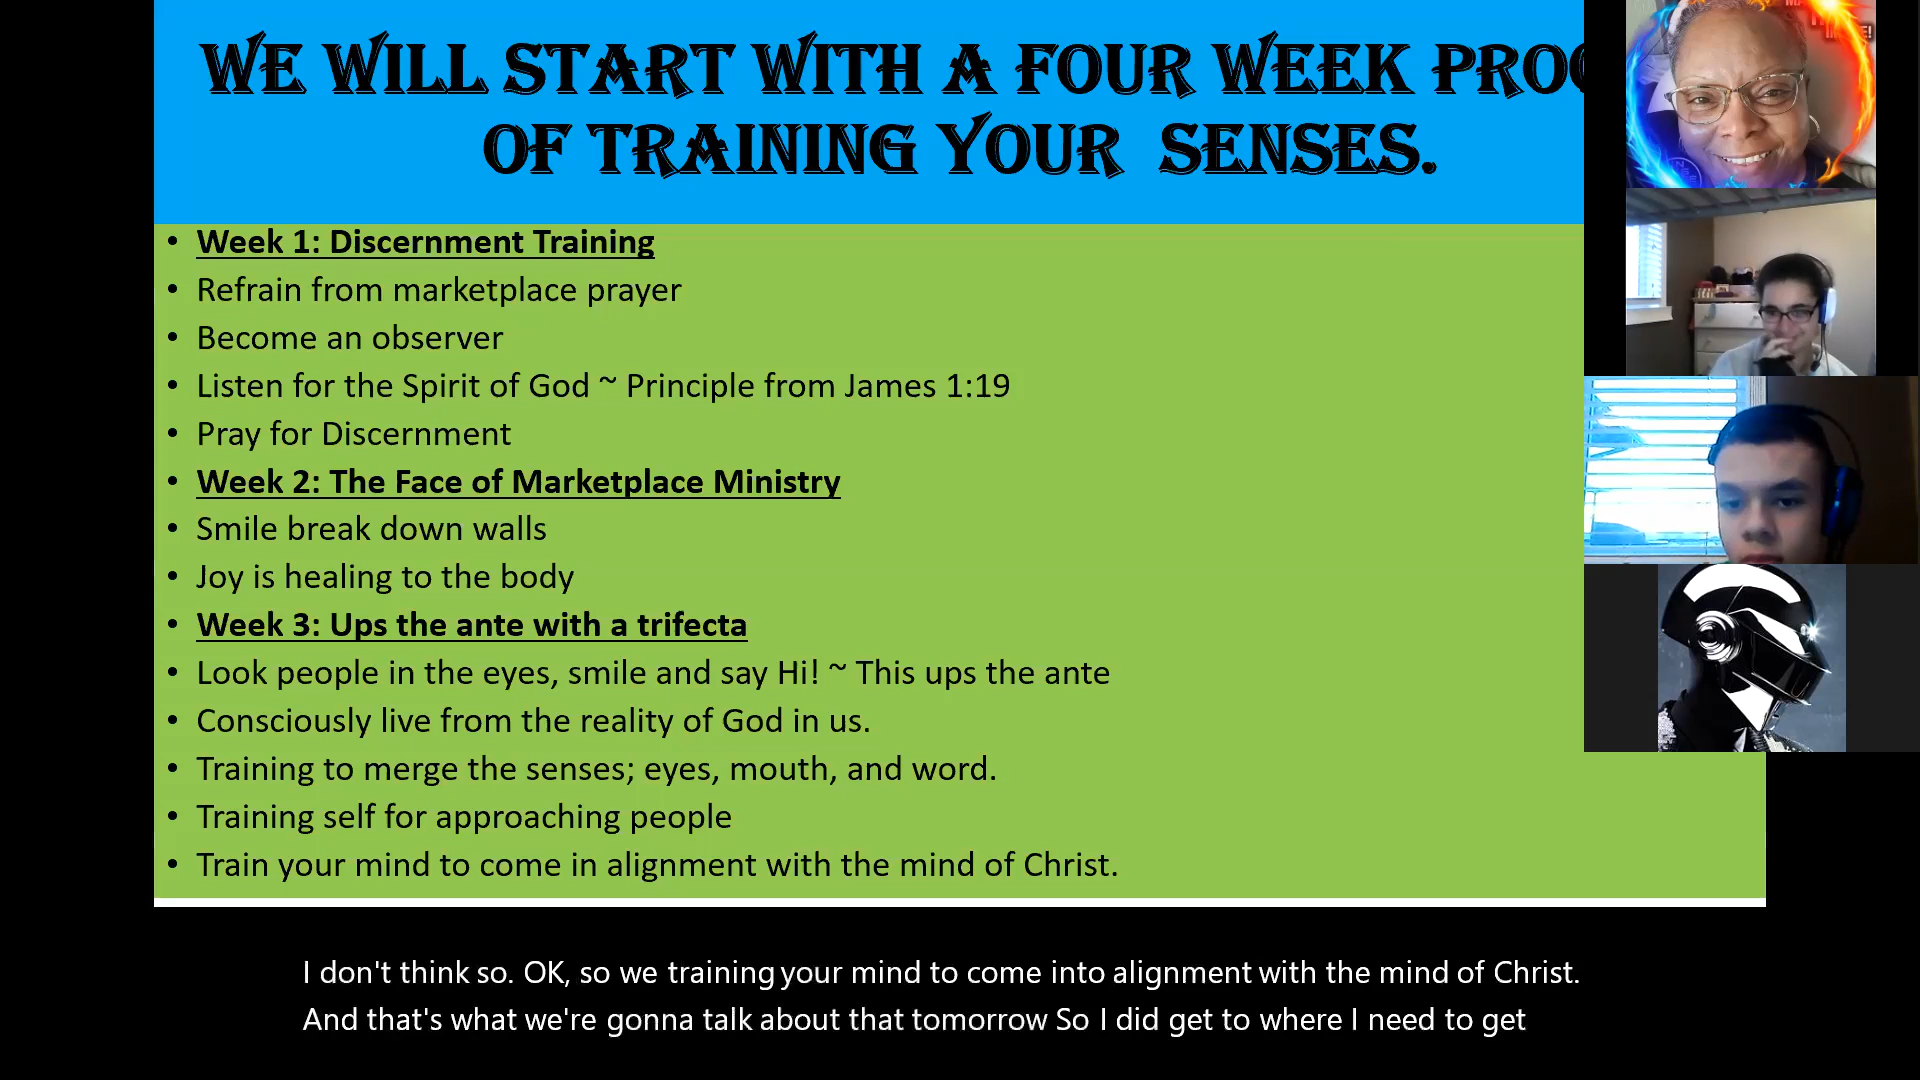 WE WILL START WITH A FOUR WEEK
OF TRAINING YOUR SENSES.
• Week 1: Discernment Training
• Refrain from marketplace prayer
• Become an observer
• Listen for the Spirit of God ~ Principle from James 1:19
• Pray for Discernment
• Week 2: The Face of Marketplace Ministry
• Smile break down walls
• Joy is healing to the body
• Week 3: Ups the ante with a trifecta
• Look people in the eyes, smile and say Hi! ~ This ups the ante
• Consciously live from the reality of God in us.
• Training to merge the senses; eyes, mouth, and word.
• Training self for approaching people
• Train your mind to come in alignment with the mind of Christ.
I don't think so. OK, so we training your mind to come into alignment with the mind of Christ.
And that's what we're gonna talk about that tomorrow So I did get to where I need to get